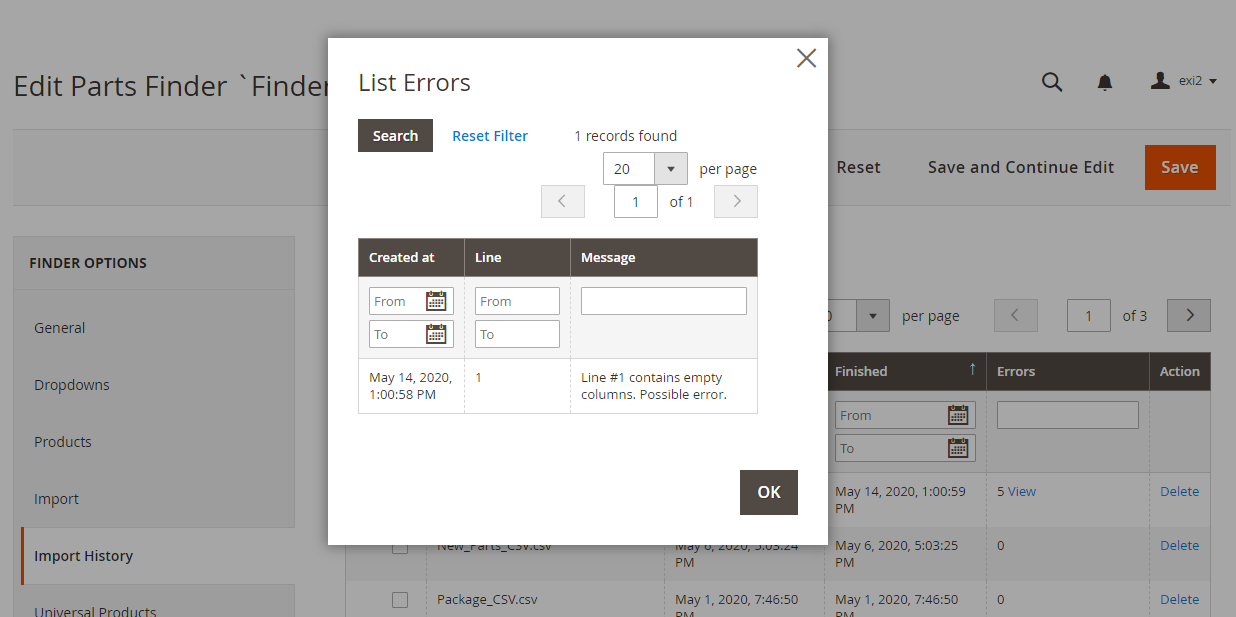 Edit Parts Finder `Finder
exi2
Reset
Save and Continue Edit
Save
FINDER OPTIONS
General
Dropdowns
Products
Import
Import History
Universal Products
List Errors
Search
Reset Filter
1 records found
20
per page
1
of 1
Created at
Line
Message
From
To
From
To
May 14, 2020,
1:00:58 PM
1
Line #1 contains empty
columns. Possible error.
OK
0
per page
1
of 3
Finished
↑
Errors
Action
From
To
May 14, 2020, 1:00:59
PM
5 View
Delete
New_Parts_CSV.csv
May 6, 2020, 5:03:24
PM
May 6, 2020, 5:03:25
PM
0
Delete
Package_CSV.csv
May 1, 2020, 7:46:50
PM
May 1, 2020, 7:46:50
PM
0
Delete